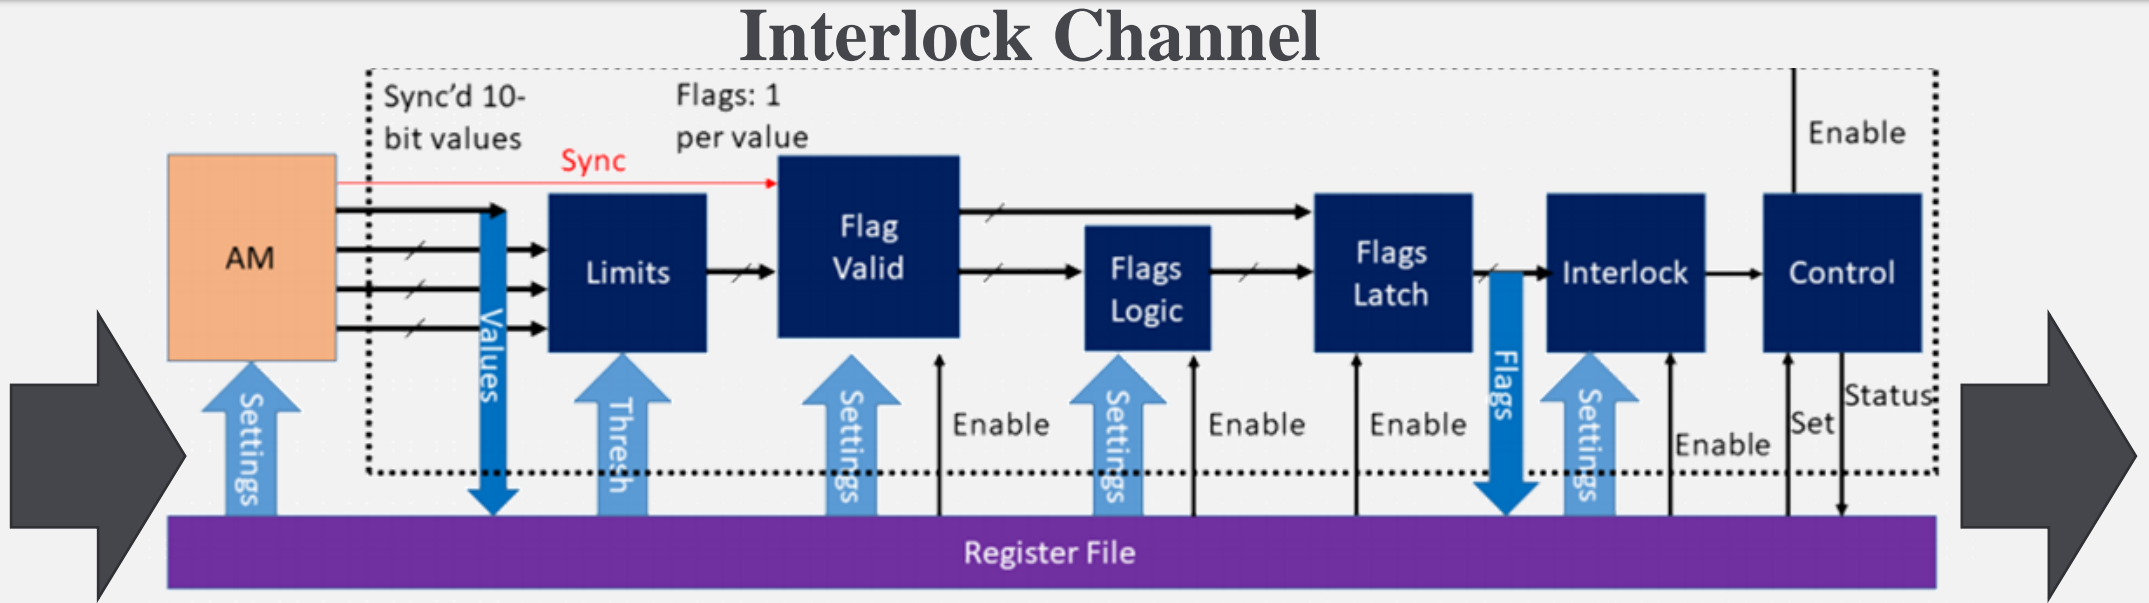 Interlock Channel
Sync'd 10-
bit values
Flags: 1
per value
Sync
Enable
AM
Limits
Flag
Valid
Flags
Logic
Flags
Latch
Interlock
Control
Values
Flags
Settings
Thresh
Settings
Enable
Settings
Enable
Enable
Settings
Enable
Set
Status
Register File